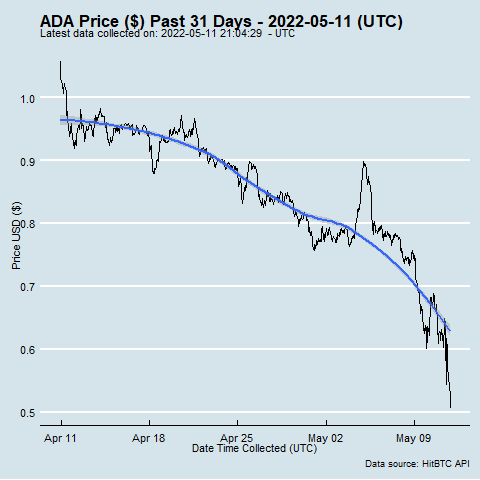 ADA Price ($) Past 31 Days - 2022-05-11 (UTC)
Latest data collected on: 2022-05-11 21:04:29  - UTC
Price USD ($)
1.0
0.9
0.8
0.7
0.6
0.5
Apr 11 Apr 18 Apr 25 May 02 May 09
Date Time Collected (UTC)
Data source: HitBTC API